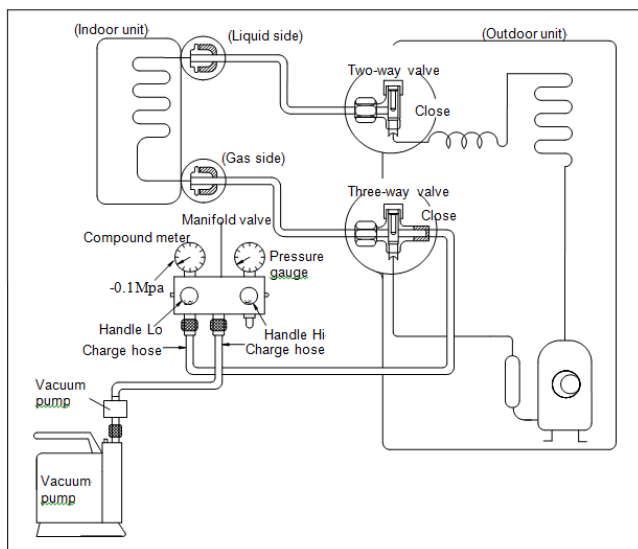 (Indoor unit)
(Liquid side)
(Outdoor unit)
Two-way valve
Close
(Gas side)
Three-way valve
Close
Manifold valve
Compound meter
Pressure
gauge
-0.1Mpa
Handle Lo
Handle Hi
Charge hose
Charge hose
Vacuum
pump
Vacuum
pump